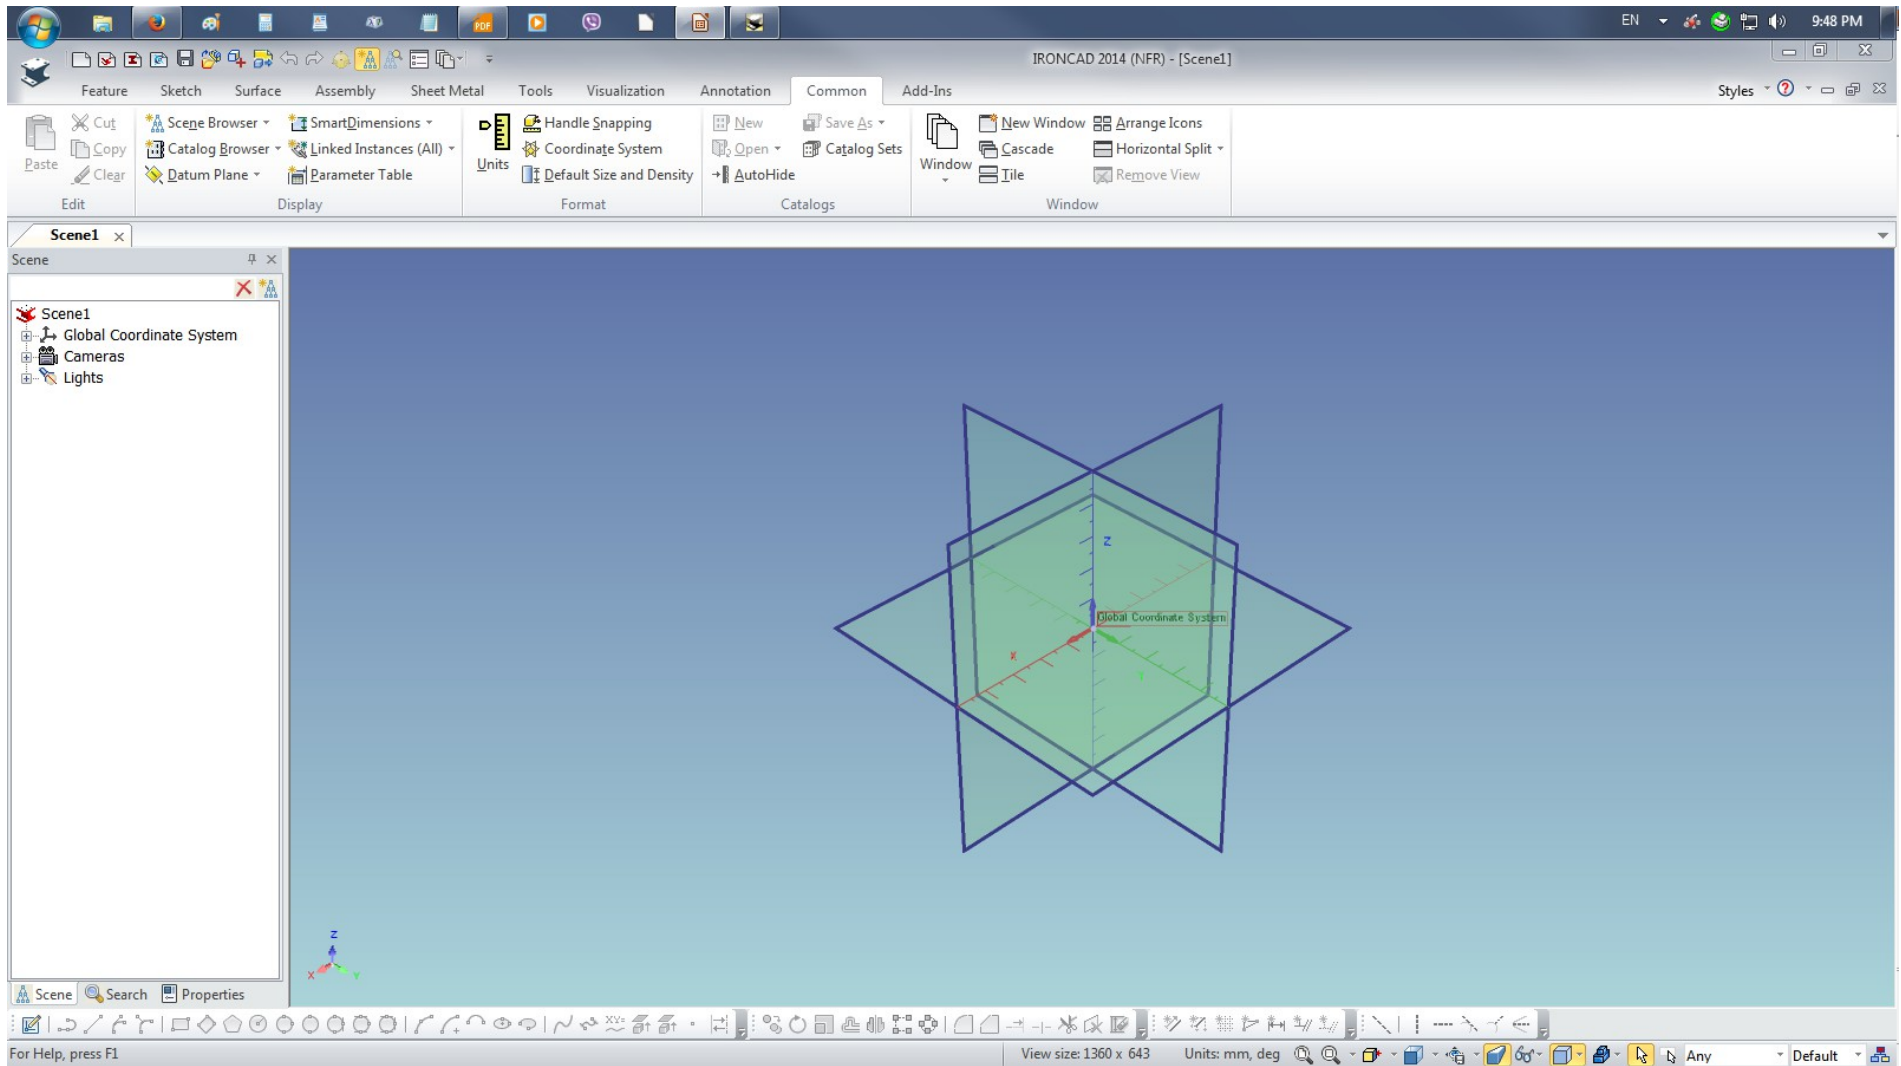 PDF
EN
9:48 PM
IRONCAD 2014 (NFR) - [Scene1]
Feature Sketch Surface Assembly Sheet Metal Tools Visualization Annotation Common Add-Ins Styles
Cut Scene Browser SmartDimensions Handle Snapping New Save As New Window Arrange Icons
Copy Catalog Browser Linked Instances (All) Coordinate System Open Catalog Sets Cascade Horizontal Split
Paste Units Window
Clear Datum Plane Parameter Table Default Size and Density AutoHide Tile Remove View
Edit Display Format Catalogs Window
Scene1
Scene
Scene1
Global Coordinate System
Cameras
Lights
Z
Global Coordinate System
X
Y
Z
X Y
Scene Search Properties
For Help, press F1 View size: 1360 x 643 Units: mm, deg Any Default